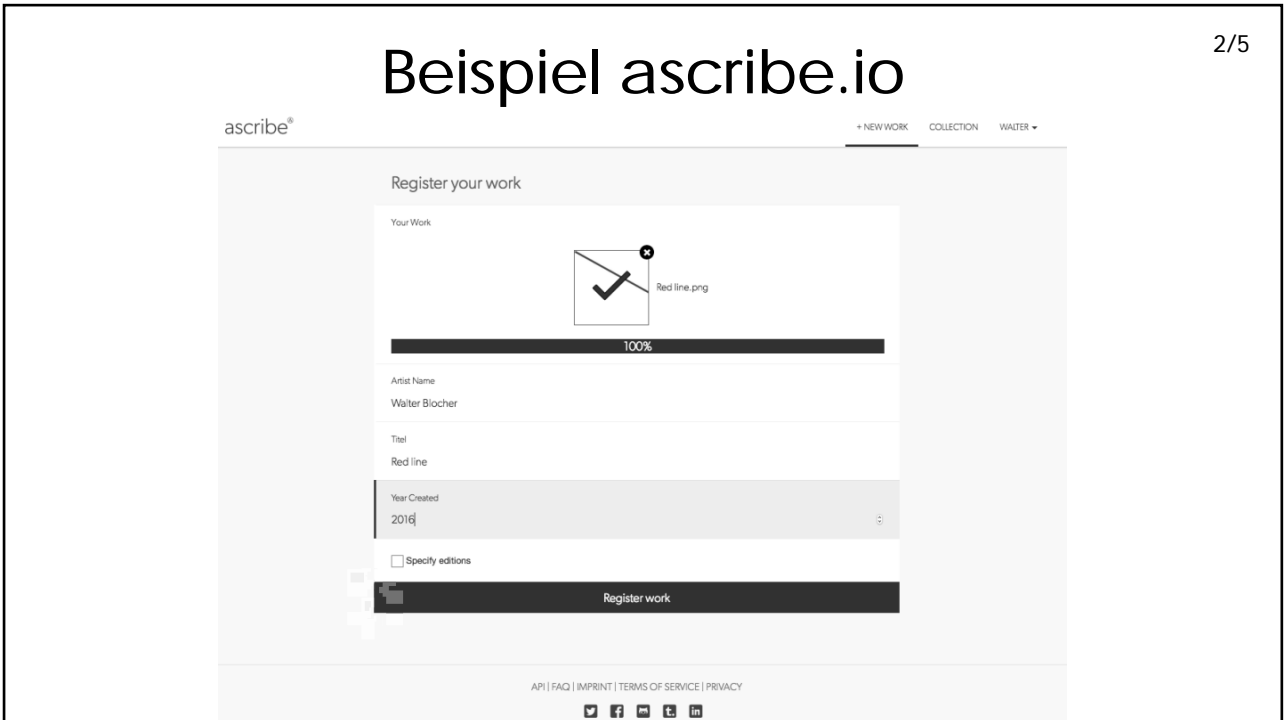 2/5
Beispiel ascribe.io
ascribe®
+ NEW WORK COLLECTION WALTER
Register your work
Your Work
Red line.png
100%
Artist Name
Walter Blocher
Titel
Red line
Year Created
2016
Specify editions
Register work
API | FAQ | IMPRINT | TERMS OF SERVICE | PRIVACY